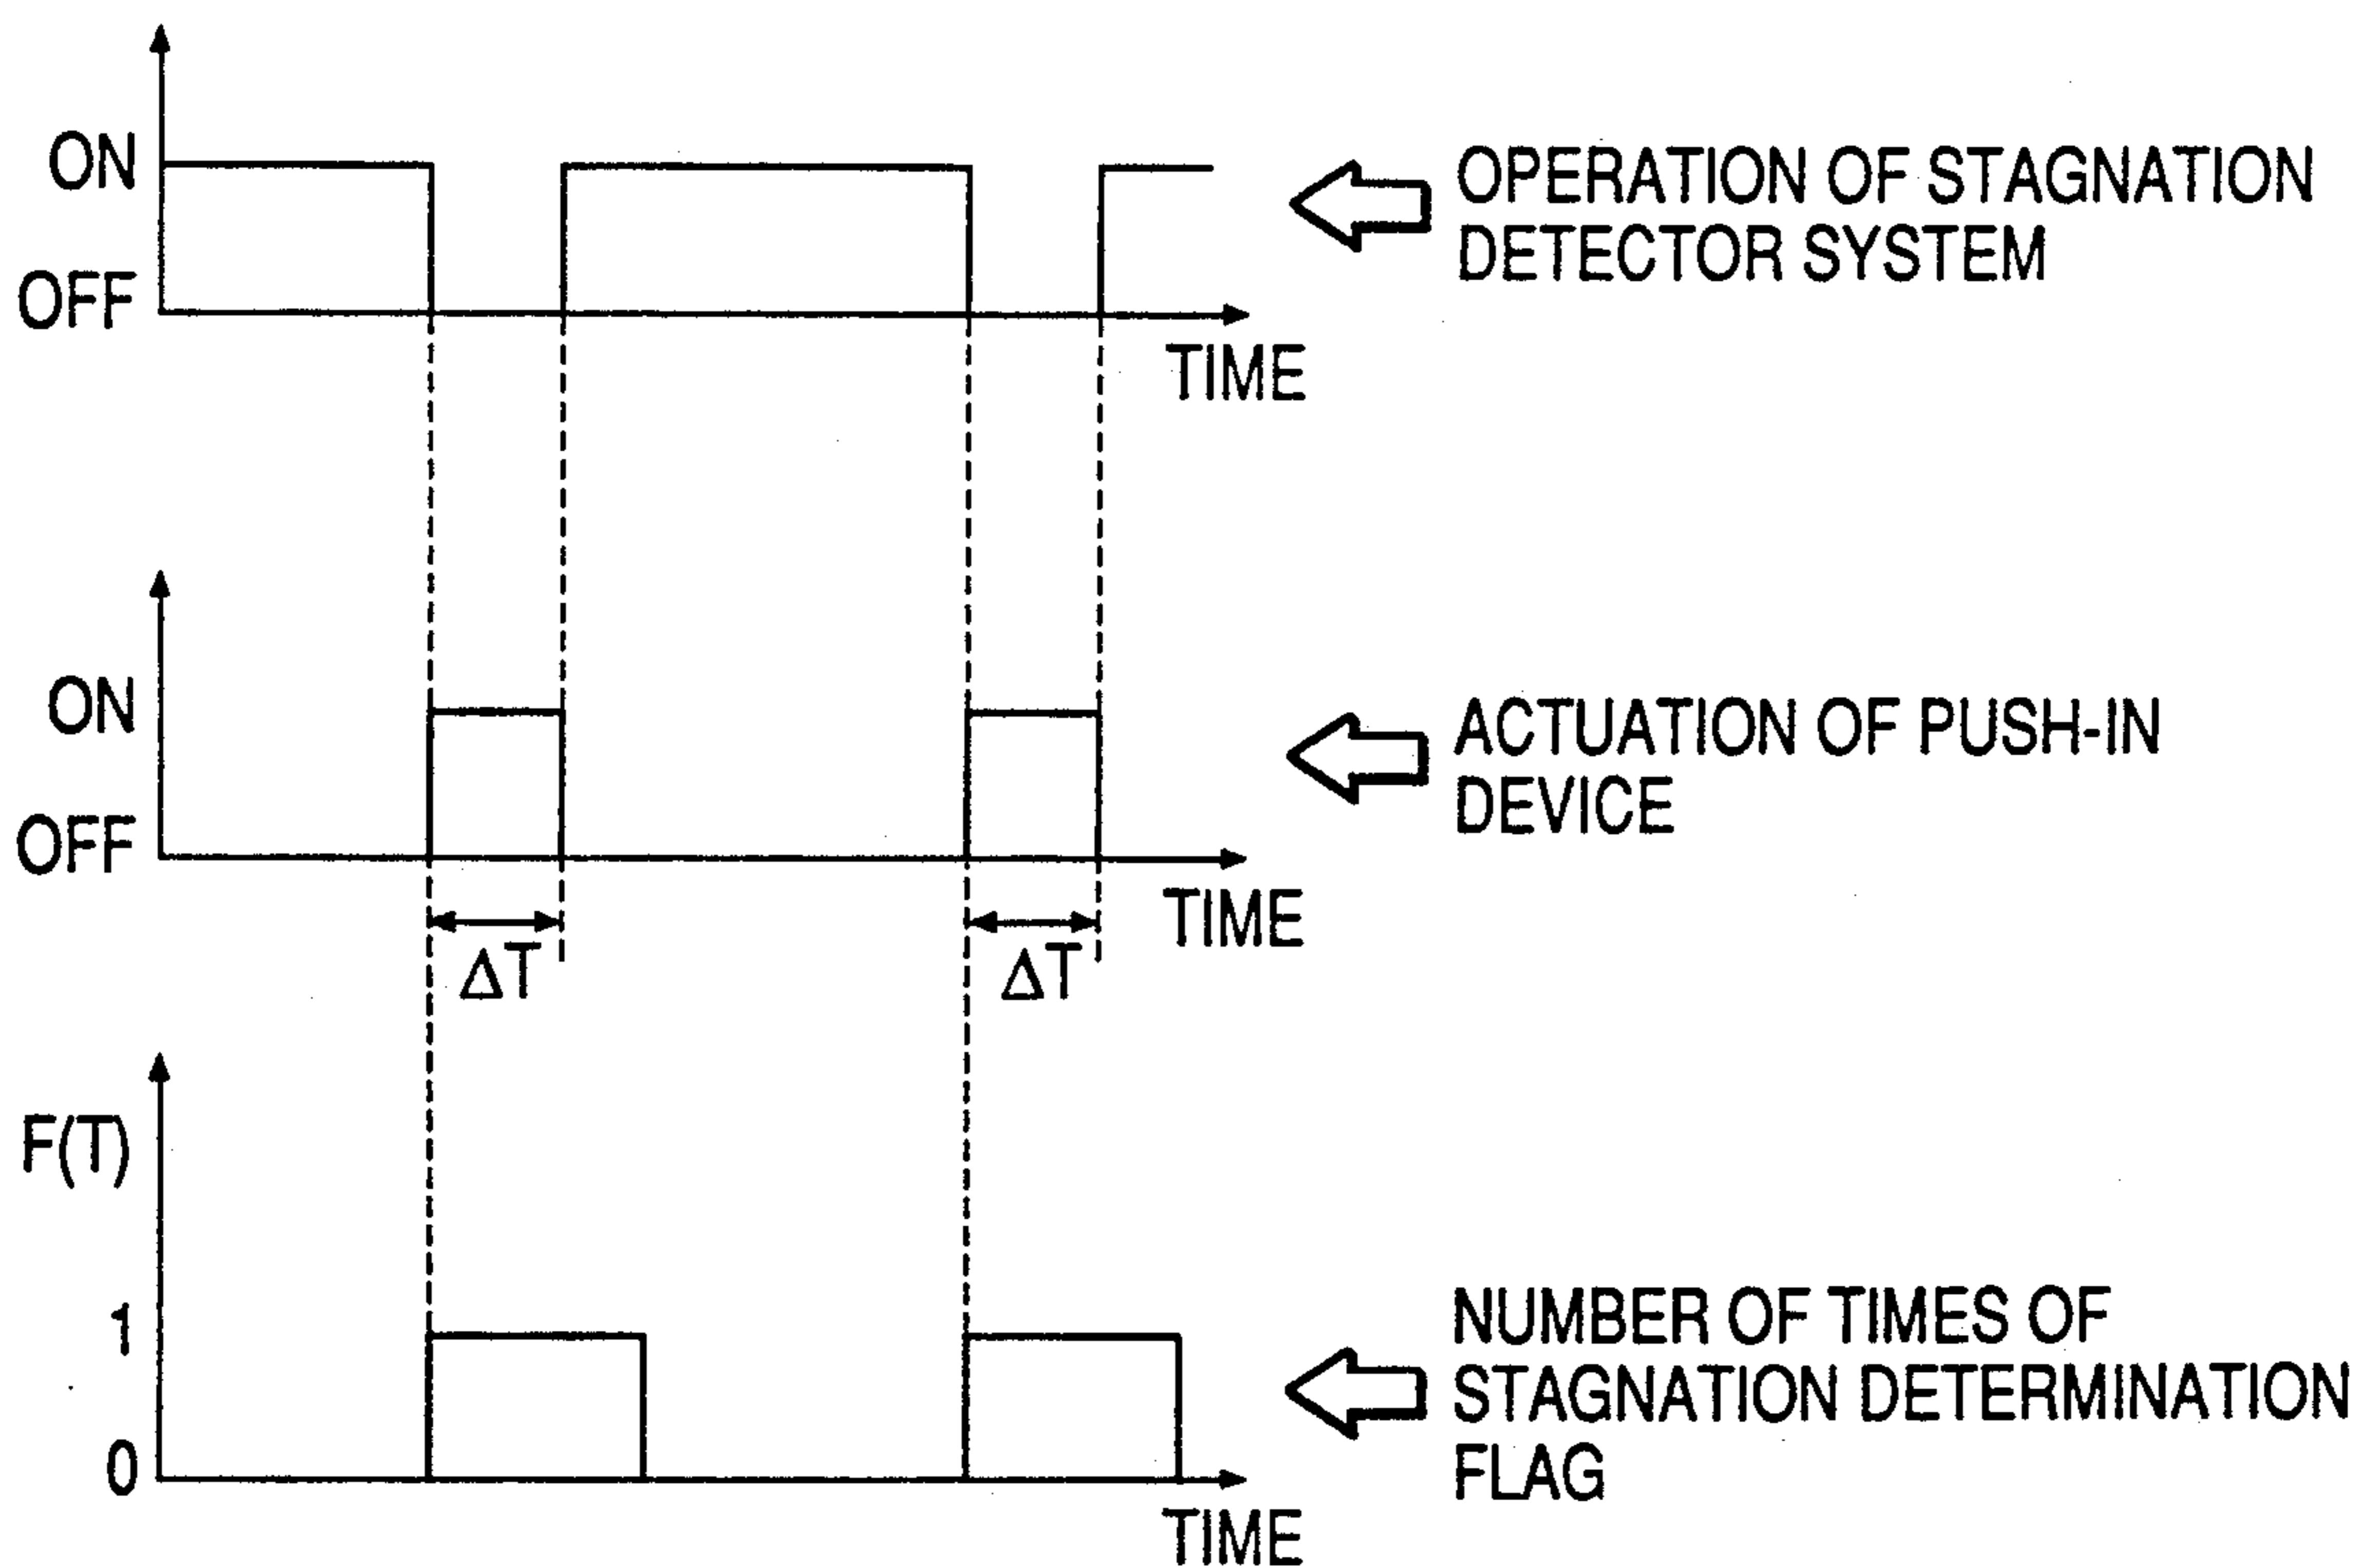 ON
OFF
TIME
OPERATION OF STAGNATION
DETECTOR SYSTEM
ON
OFF
TIME
ΔT
ΔT
ACTUATION OF PUSH-IN
DEVICE
F(T)
1
0
TIME
NUMBER OF TIMES OF
STAGNATION DETERMINATION
FLAG